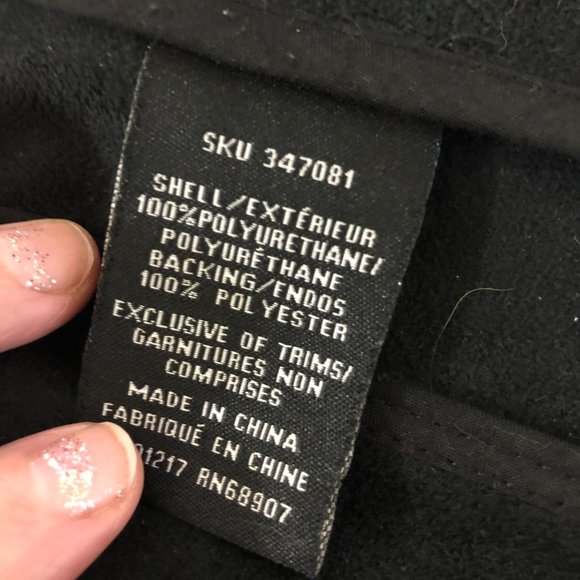 SKU 347081
SHELL/EXTÉRIEUR
100%POLYURETHANE/
POLYURÉTHANE
BACKING/ENDOS
100% POLYESTER
EXCLUSIVE OF TRIMS/
GARNITURES NON
COMPRISES
MADE IN CHINA
FABRIQUÉ EN CHINE
RN68907